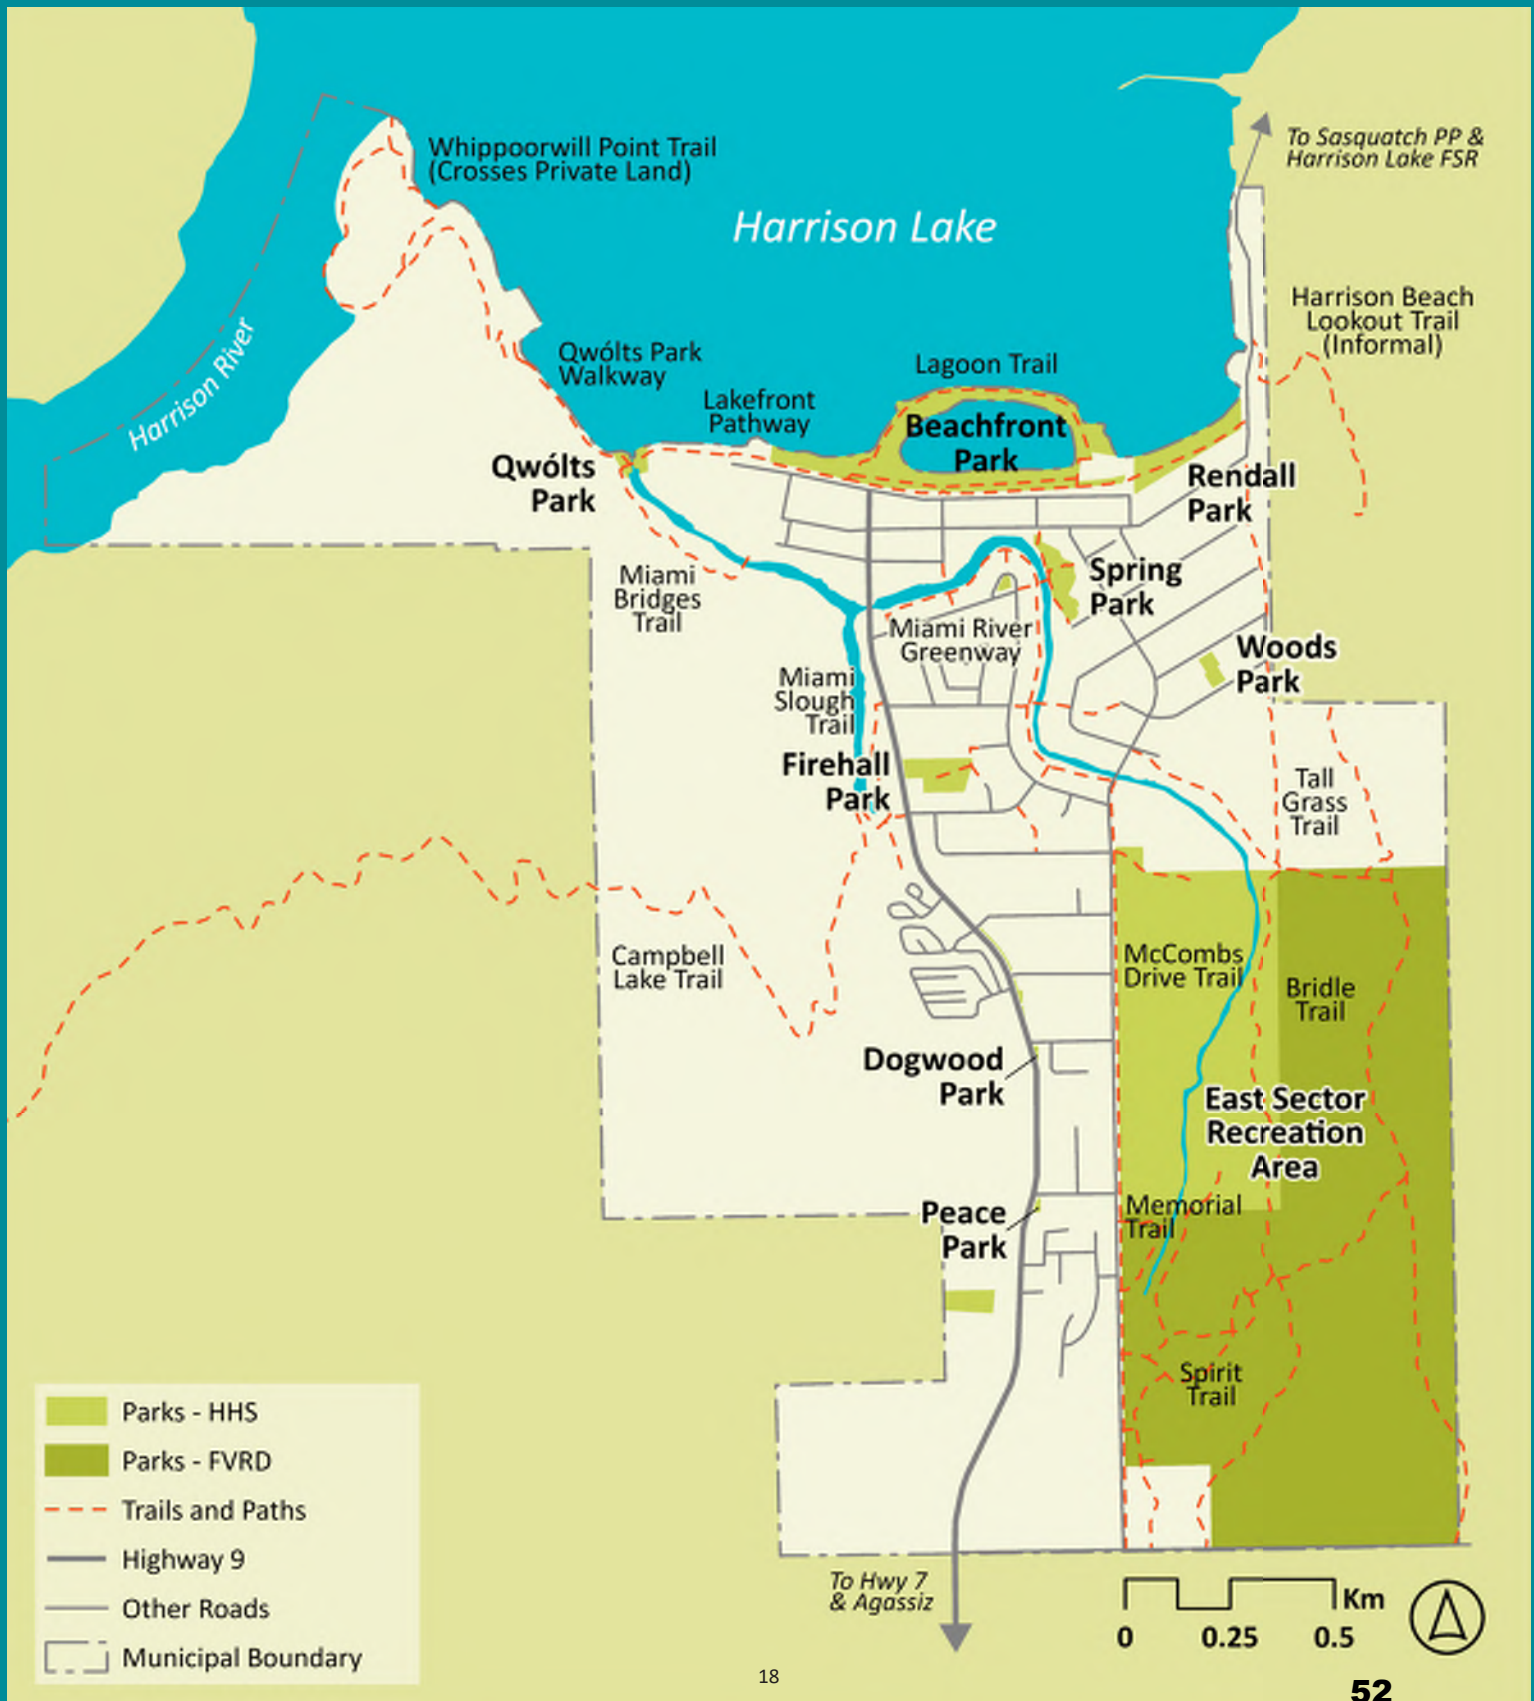 Whippoorwill Point Trail
(Crosses Private Land)
To Sasquatch PP &
Harrison Lake FSR
Harrison Lake
Harrison Beach
Lookout Trail
(Informal)
Harrison River
Qwólts Park
Walkway
Lagoon Trail
Lakefront
Pathway
Beachfront
Park
Qwólts
Park
Rendall
Park
Miami
Bridges
Trail
Spring
Park
Miami River
Greenway
Woods
Park
Miami
Slough
Trail
Firehall
Park
Tall
Grass
Trail
Campbell
Lake Trail
McCombs
Drive Trail
Bridle
Trail
Dogwood
Park
East Sector
Recreation
Area
Peace
Park
Memorial
Trail
Spirit
Trail
Parks - HHS
Parks - FVRD
Trails and Paths
Highway 9
Other Roads
Municipal Boundary
To Hwy 7
& Agassiz
Km
0 0.25 0.5
18
52